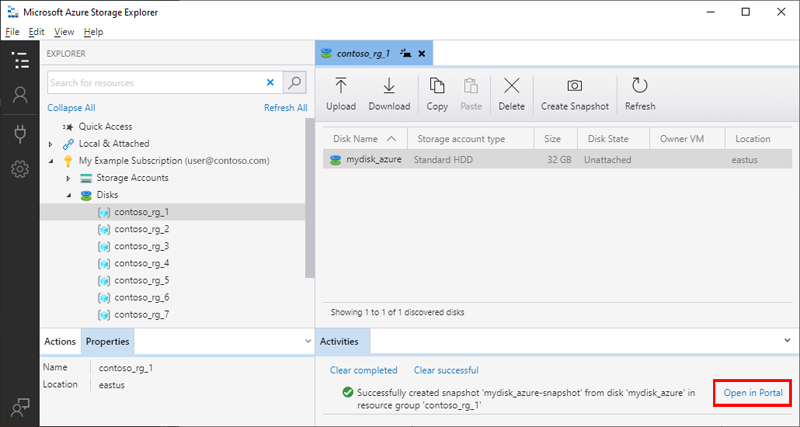 Microsoft Azure Storage Explorer
File Edit View Help
EXPLORER
Search for resources
Collapse All Refresh All
Quick Access
Local & Attached
My Example Subscription (user@contoso.com)
Storage Accounts
Disks
contoso_rg_1
contoso_rg_2
contoso_rg_3
contoso_rg_4
contoso_rg_5
contoso_rg_6
contoso_rg_7
Actions Properties
Name contoso_rg_1
Location eastus
contoso_rg_1
Upload Download Copy Paste Delete Create Snapshot Refresh
Disk Name Storage account type Size Disk State Owner VM Location
mydisk_azure Standard HDD 32 GB Unattached eastus
Showing 1 to 1 of 1 discovered disks
Activities
Clear completed Clear successful
Successfully created snapshot 'mydisk_azure-snapshot' from disk 'mydisk_azure' in
resource group 'contoso_rg_1'
Open in Portal